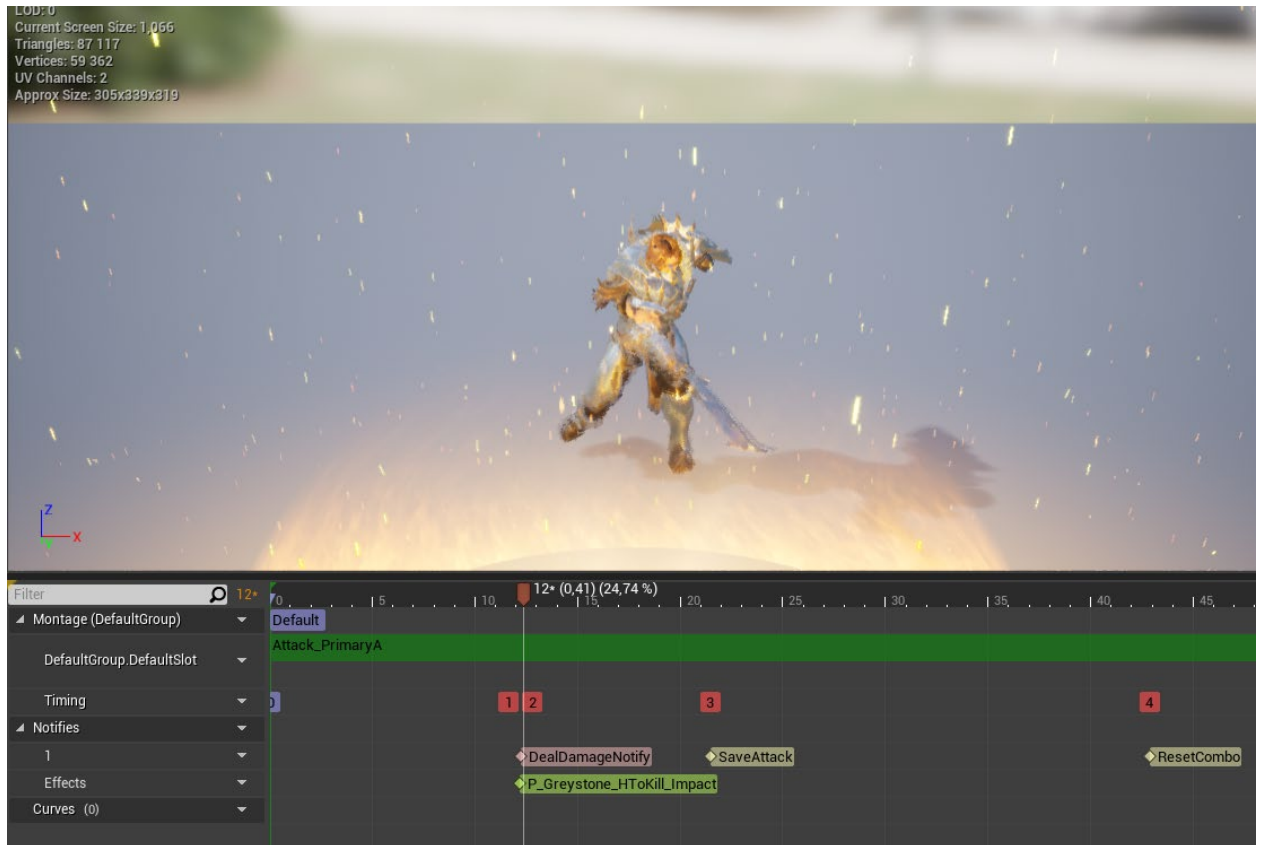 LOD: 0
Current Screen Size: 1,066
Triangles: 87 117
Vertices: 59 362
UV Channels: 2
Approx Size: 305x339x319
Z
X
Filter
12*
12* (0,41) (24,74 %)
0 5 10 15 20 25 30 35 40 45
Montage (DefaultGroup)
Default
Attack_PrimaryA
DefaultGroup.DefaultSlot
Timing
1 2 3 4
Notifies
1
DealDamageNotify
SaveAttack
ResetCombo
Effects
P_Greystone_HToKill_Impact
Curves (0)